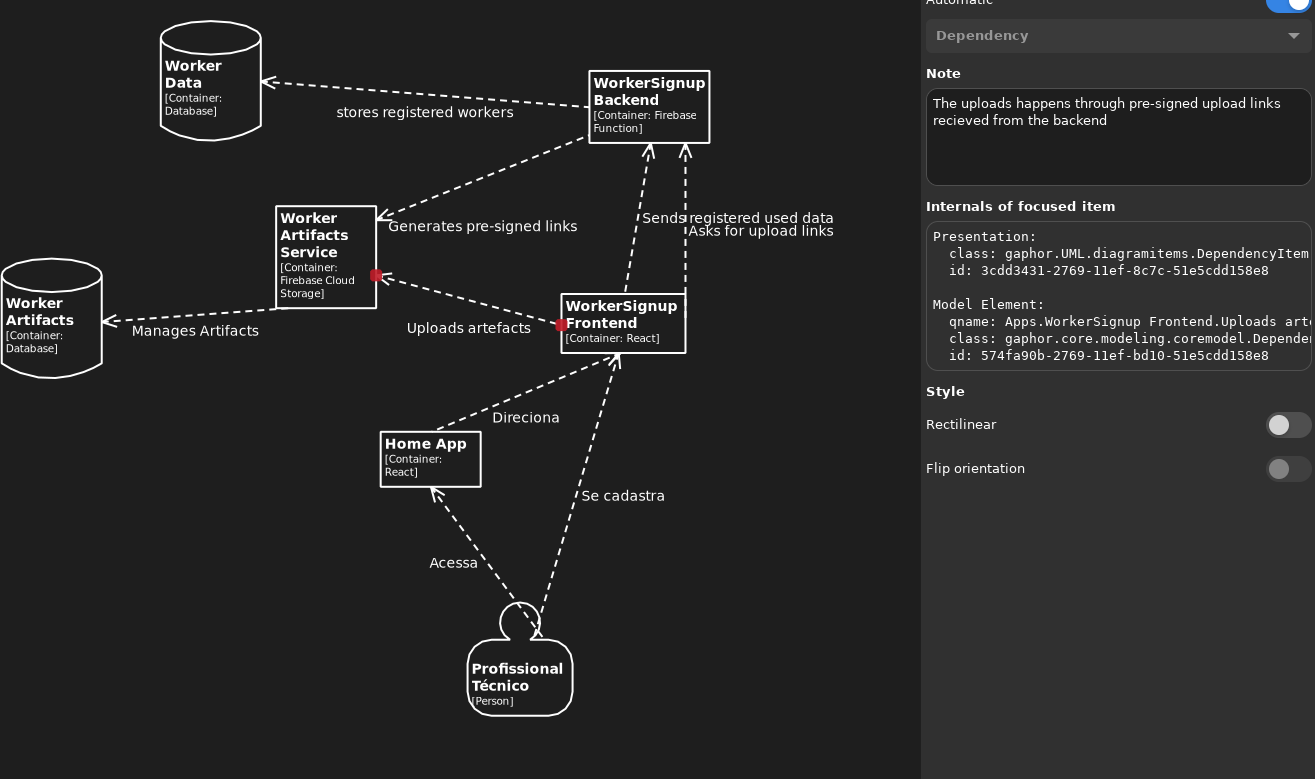 Worker
Data
[Container:
Database]
WorkerSignup
Backend
[Container: Firebase
Function]
stores registered workers
Worker
Artifacts
Service
[Container:
Firebase Cloud
Storage]
Generates pre-signed links
Sends registered used data
Asks for upload links
Worker
Artifacts
[Container:
Database]
Manages Artifacts
Uploads artefacts
WorkerSignup
Frontend
[Container: React]
Direciona
Home App
[Container:
React]
Se cadastra
Acessa
Profissional
Técnico
[Person]
Automatic
Dependency
Note
The uploads happens through pre-signed upload links
recieved from the backend
Internals of focused item
Presentation:
class: gaphor.UML.diagramitems.DependencyItem
id: 3cdd3431-2769-11ef-8c7c-51e5cdd158e8
Model Element:
qname: Apps.WorkerSignup Frontend.Uploads arte
class: gaphor.core.modeling.coremodel.Depende
id: 574fa90b-2769-11ef-bd10-51e5cdd158e8
Style
Rectilinear
Flip orientation